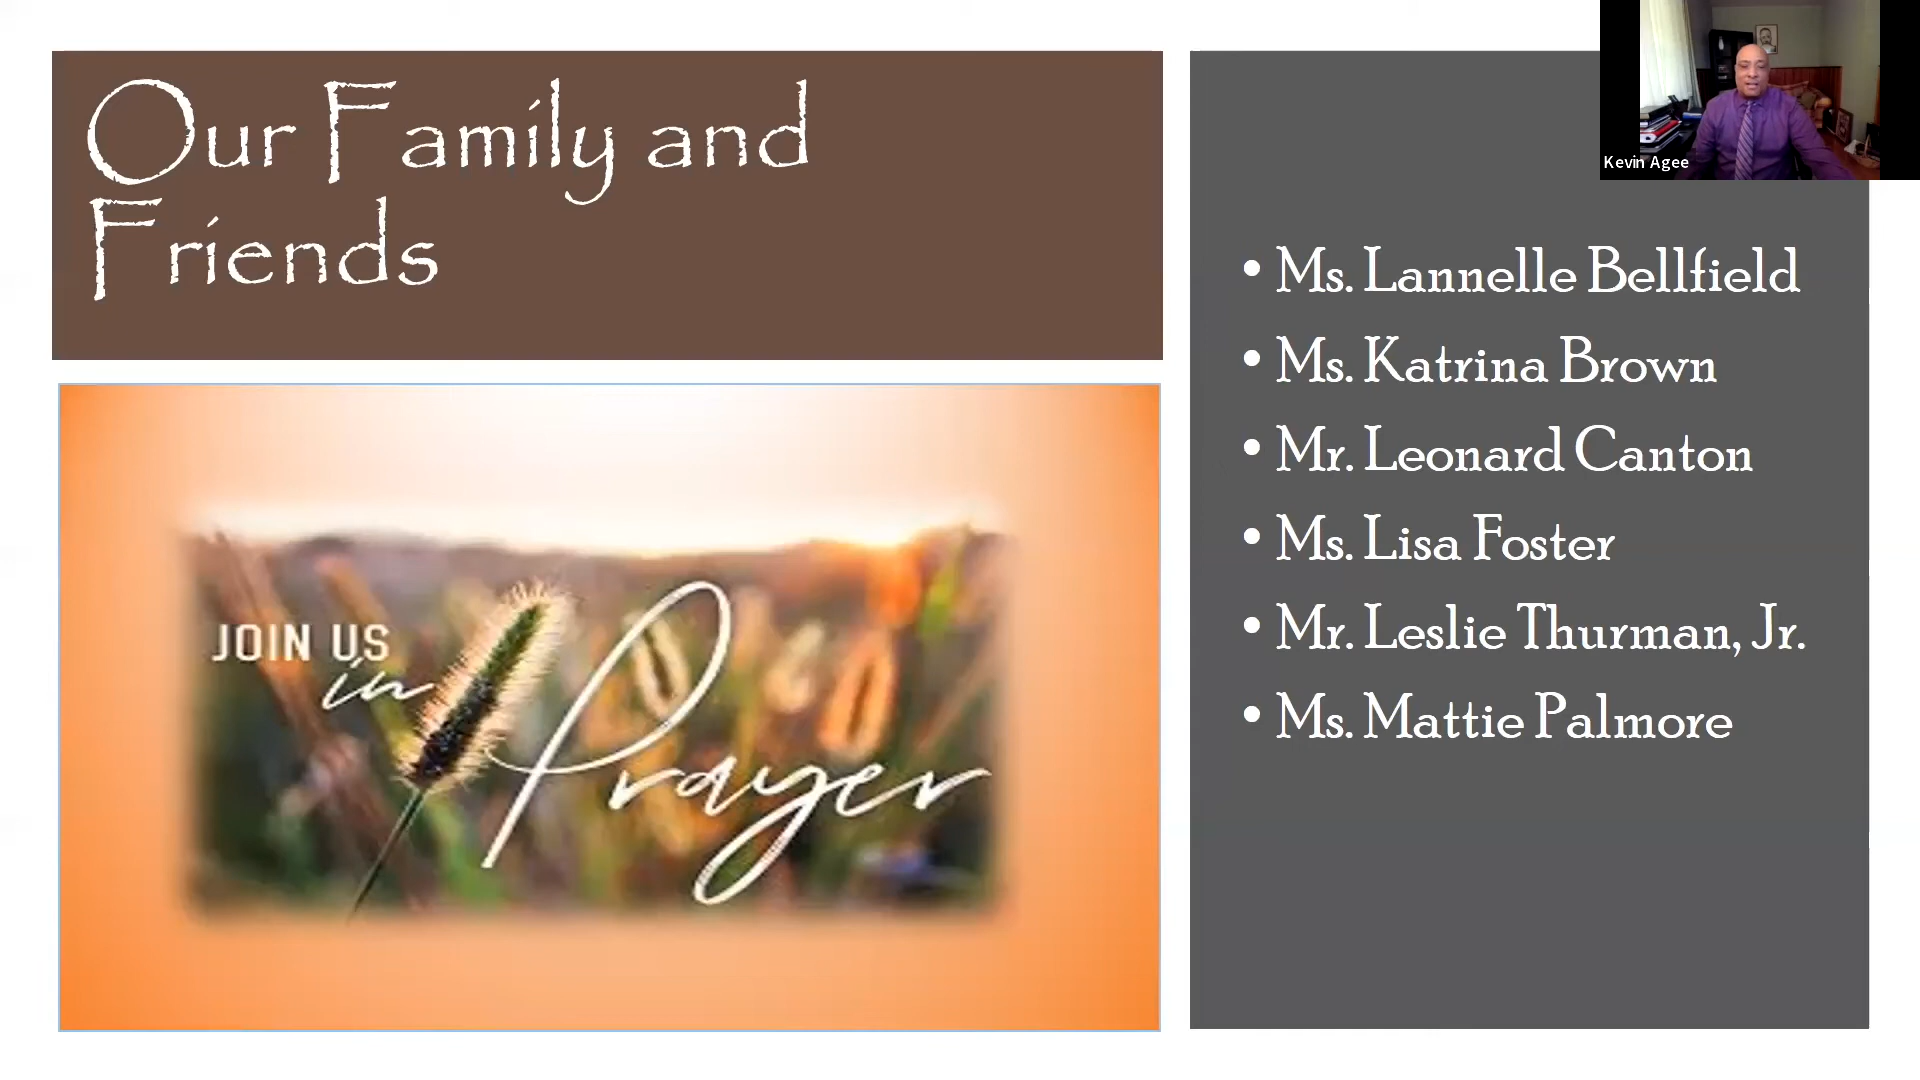 Our Family and
Friends
JOIN US
in
Prayer
Kevin Agee
• Ms. Lannelle Bellfield
• Ms. Katrina Brown
• Mr. Leonard Canton
• Ms. Lisa Foster
• Mr. Leslie Thurman, Jr.
• Ms. Mattie Palmore